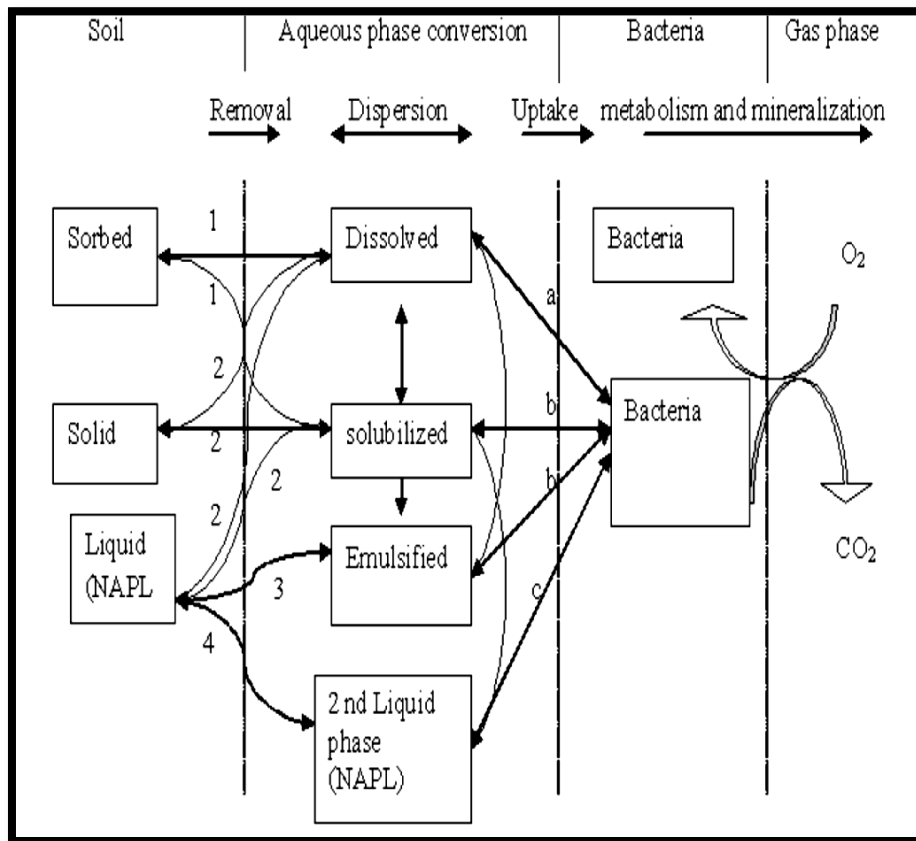 Soil
Aqueous phase conversion
Bacteria
Gas phase
Removal
Dispersion
Uptake
metabolism and mineralization
Sorbed
1
Dissolved
Bacteria
O2
1
a
2
Solid
2
solubilized
b
Bacteria
2
2
b
Liquid
(NAPL
3
Emulsified
c
CO2
4
2 nd Liquid
phase
(NAPL)